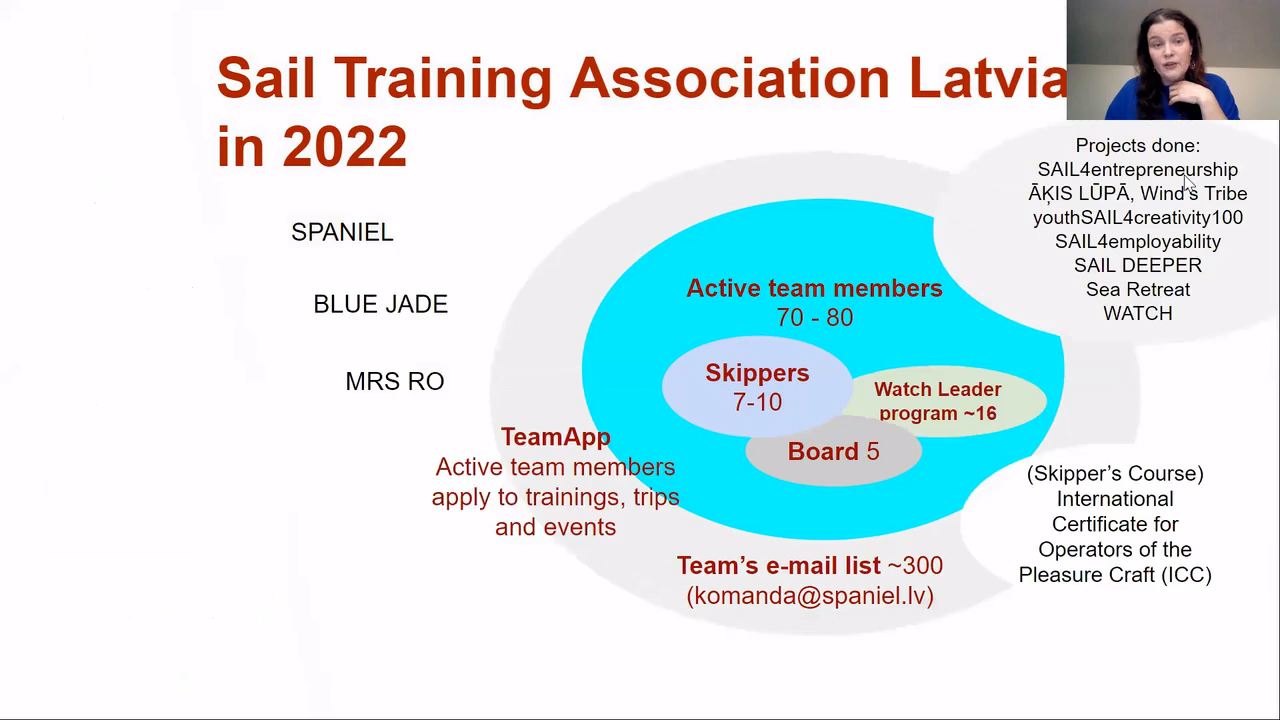 Sail Training Association Latvia
in 2022
SPANIEL
BLUE JADE
MRS RO
Projects done:
SAIL4entrepreneurship
ĀĶIS LŪPĀ, Wind's Tribe
youthSAIL4creativity100
SAIL4employability
SAIL DEEPER
Sea Retreat
WATCH
Active team members
70 - 80
Skippers
7-10
Watch Leader
program ~16
Board 5
TeamApp
Active team members
apply to trainings, trips
and events
(Skipper’s Course)
International
Certificate for
Operators of the
Pleasure Craft (ICC)
Team’s e-mail list ~300
(komanda@spaniel.lv)